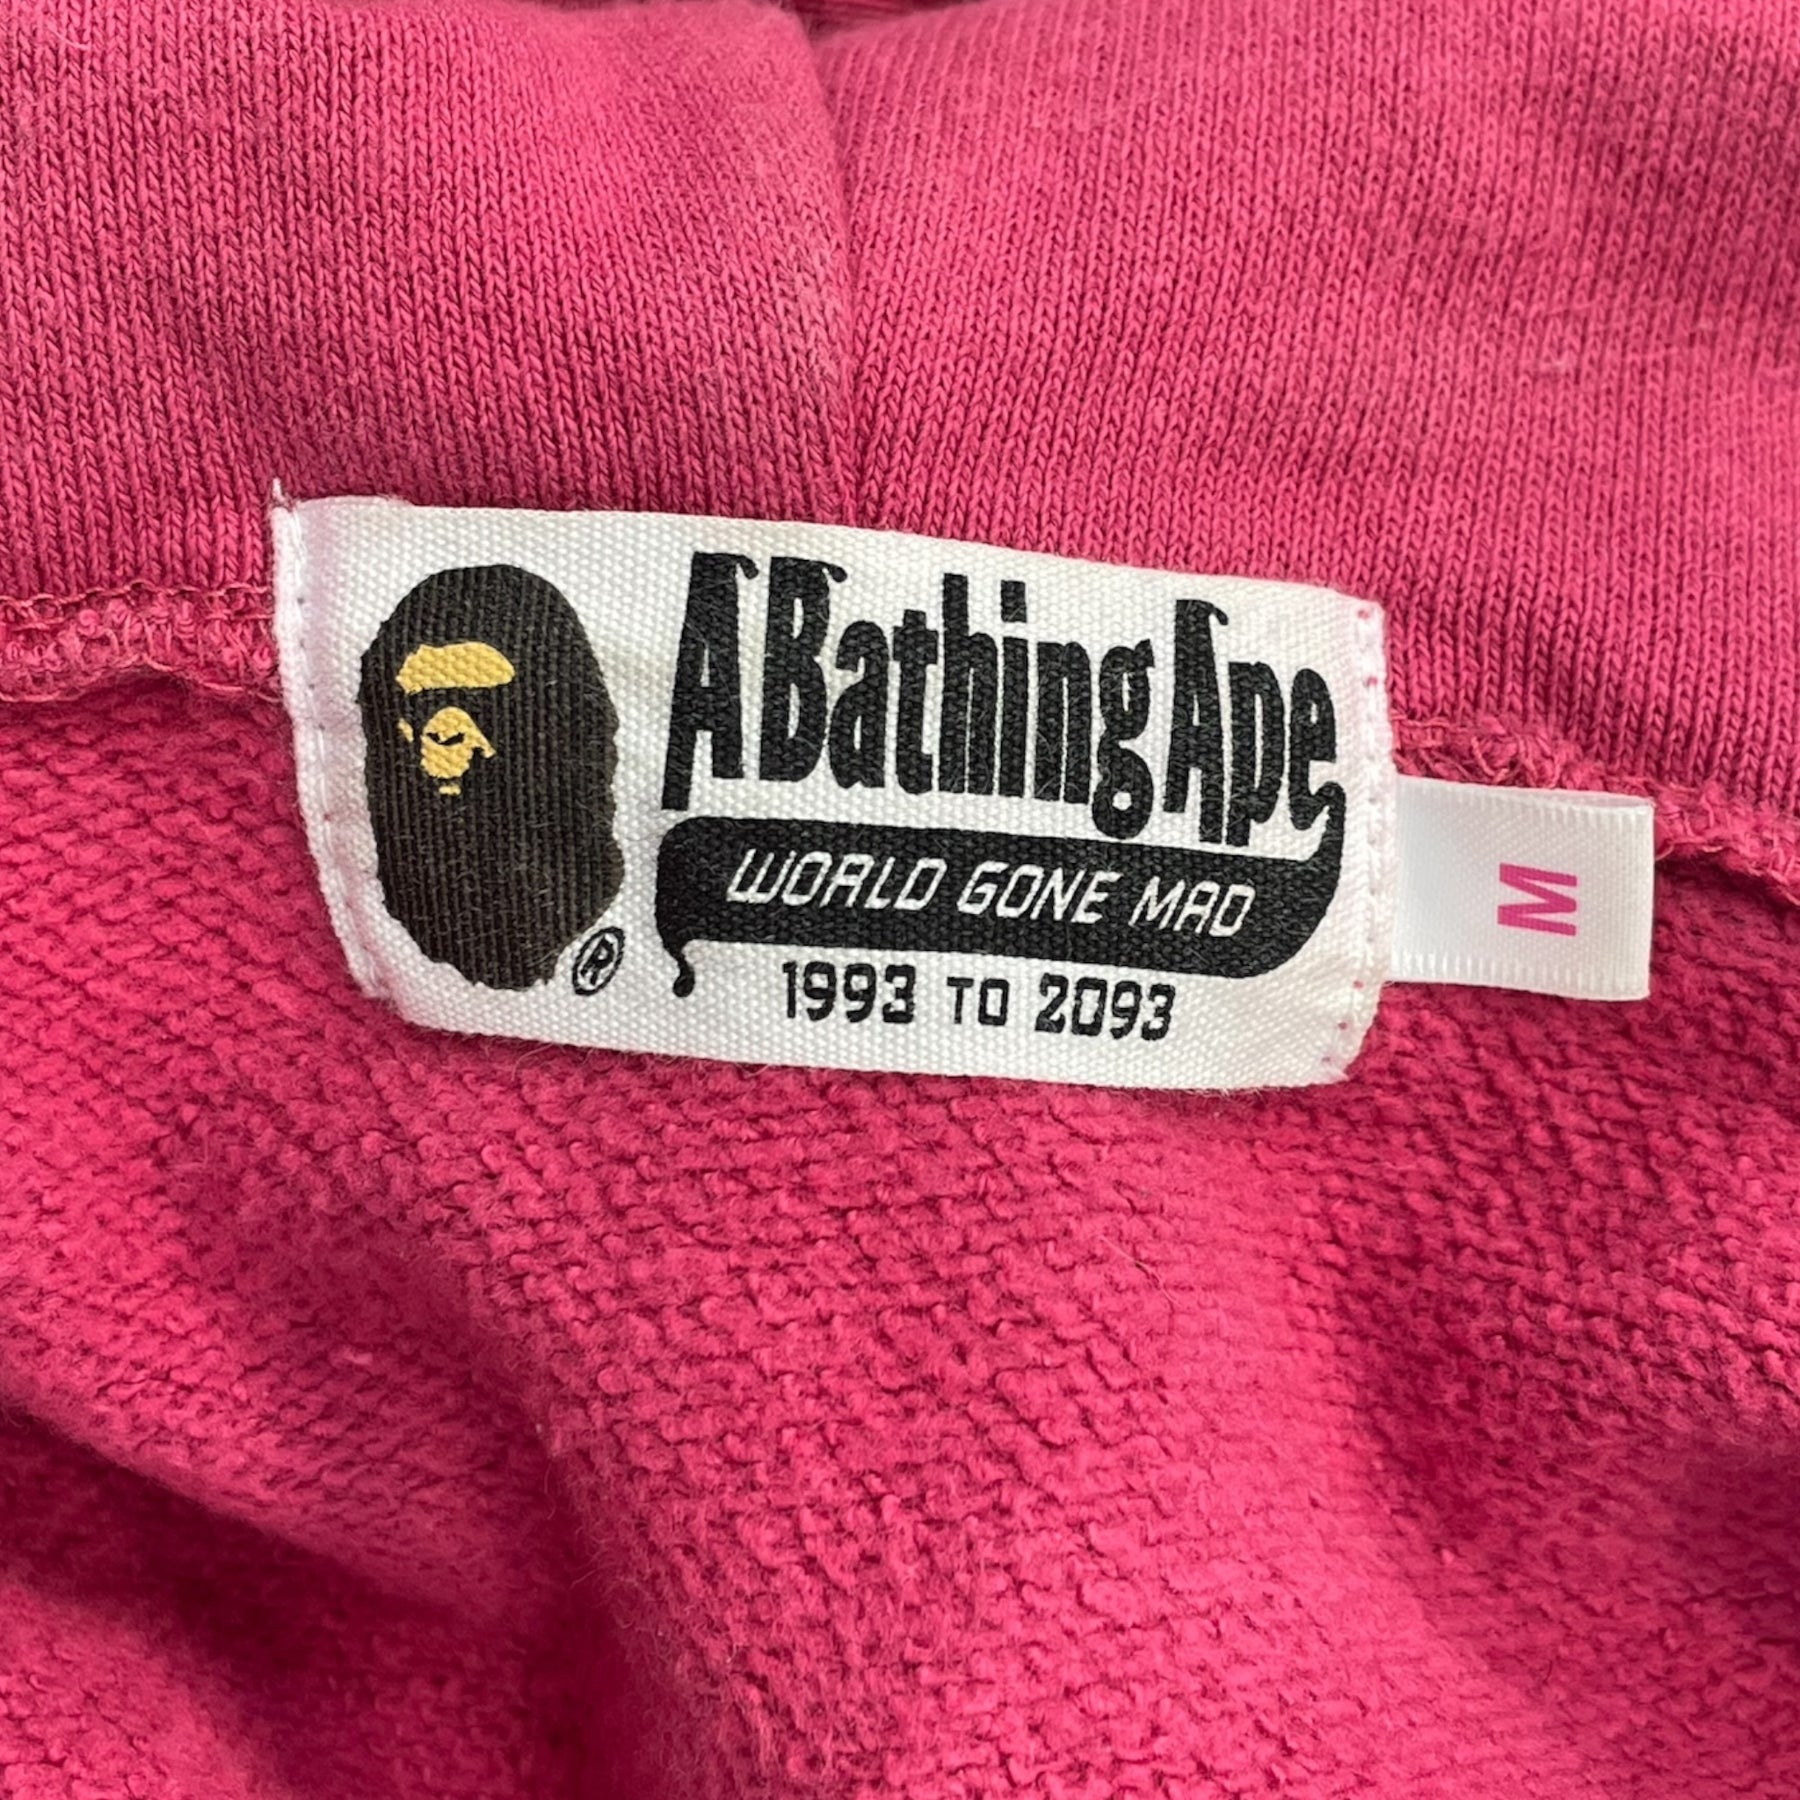 A Bathing Ape
WORLD GONE MAD
®
1993 TO 2093
M